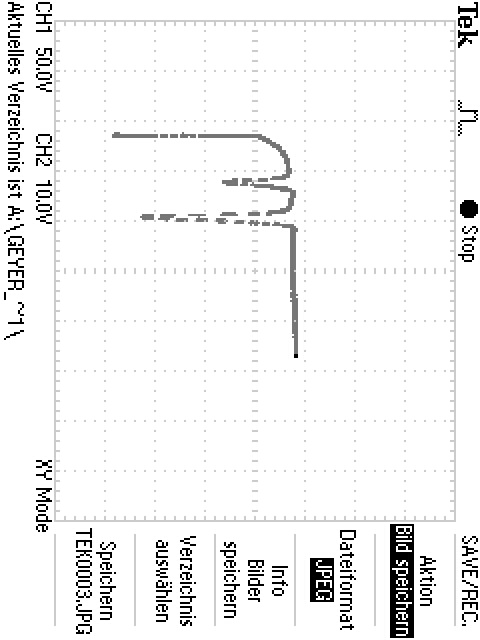 Tek
● Stop
SAVE/REC.
Aktion
Bild speichern
Dateiformat
JPEG
Info
Bilder
speichern
Verzeichnis
auswählen
Speichern
TEK0003.JPG
CH1 50.0V CH2 10.0V XY Mode
Aktuelles Verzeichnis ist A:\GEYER_~1\